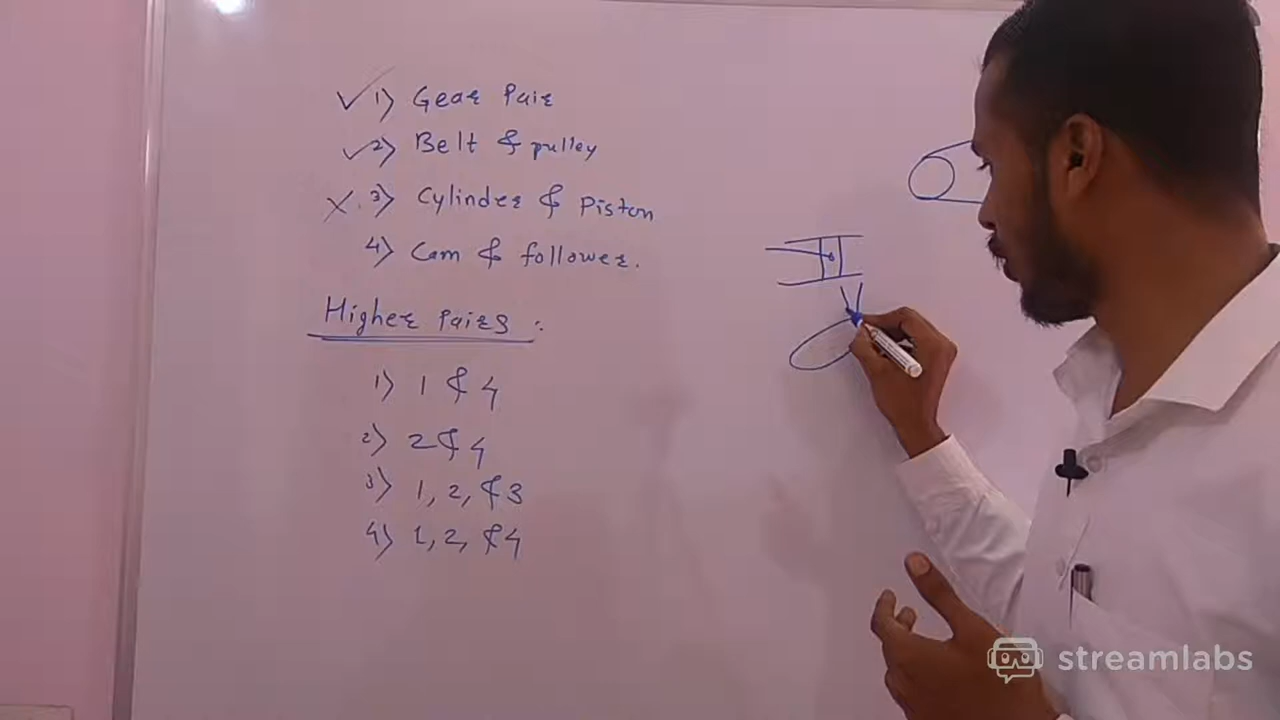 1) Gear Pair
2) Belt & pulley
3) Cylinder & Piston
4) Cam & follower.
Higher Pairs :
1) 1 & 4
2) 2 & 4
3) 1, 2, & 3
4) 1, 2, & 4
streamlabs